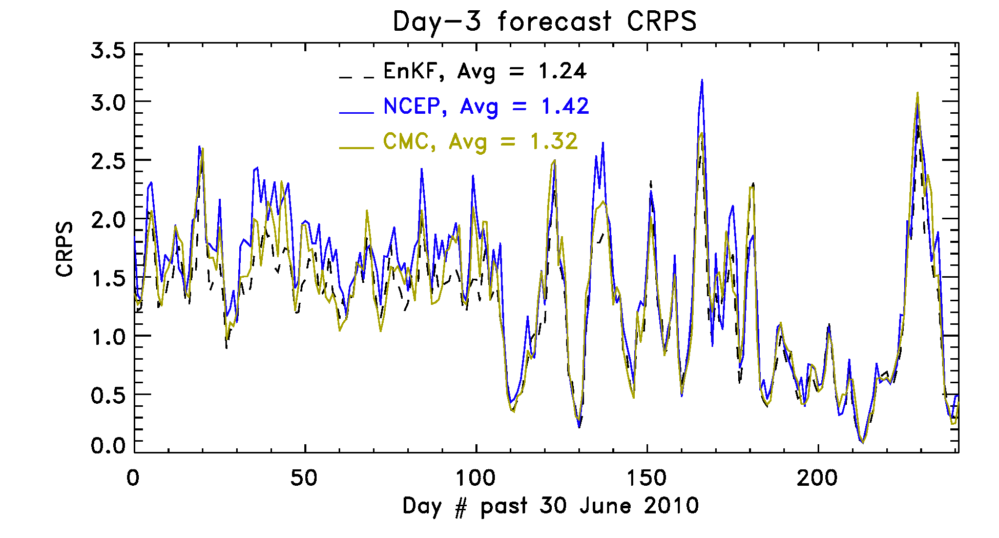 Day-3 forecast CRPS
3.5
3.0
2.5
2.0
1.5
1.0
0.5
0.0
CRPS
EnKF, Avg = 1.24
NCEP, Avg = 1.42
CMC, Avg = 1.32
0 50 100 150 200
Day # past 30 June 2010